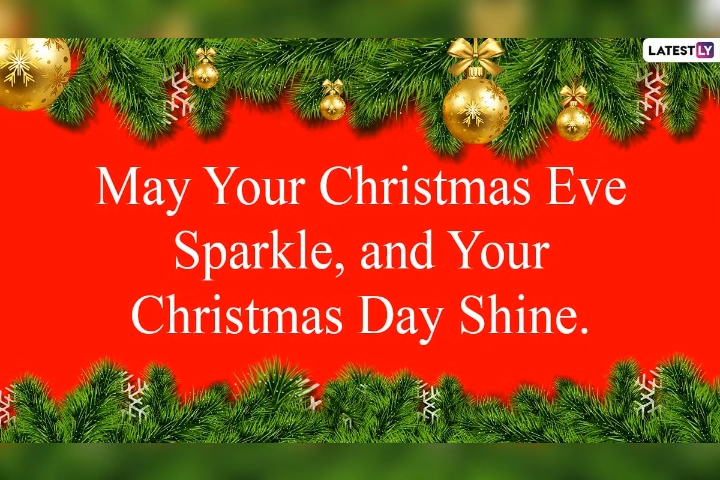 LATESTLY
May Your Christmas Eve
Sparkle, and Your
Christmas Day Shine.